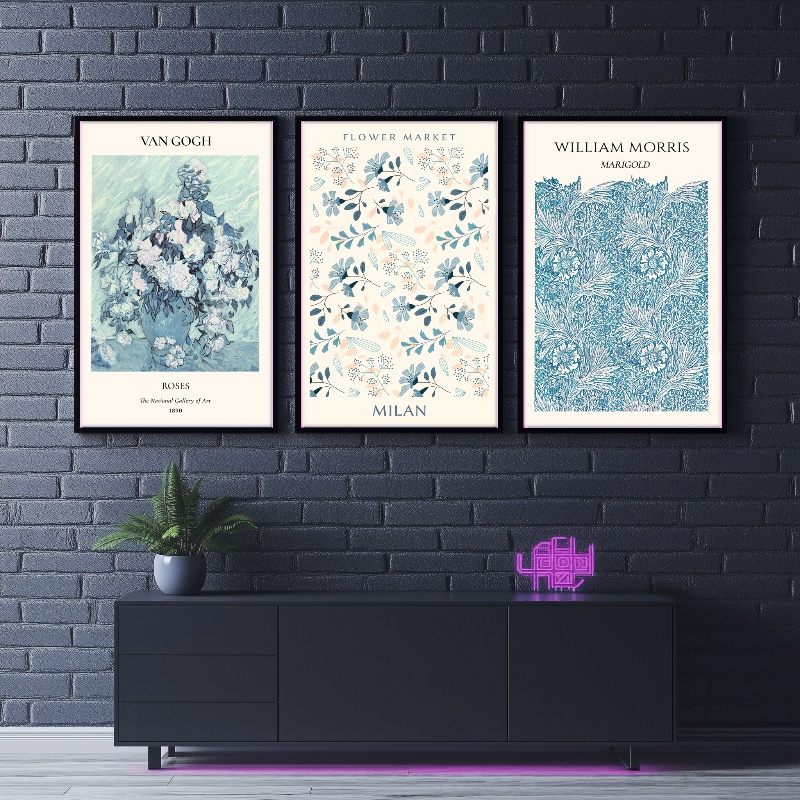 VAN GOGH
ROSES
The National Gallery of Art
1890
FLOWER MARKET
MILAN
WILLIAM MORRIS
MARIGOLD